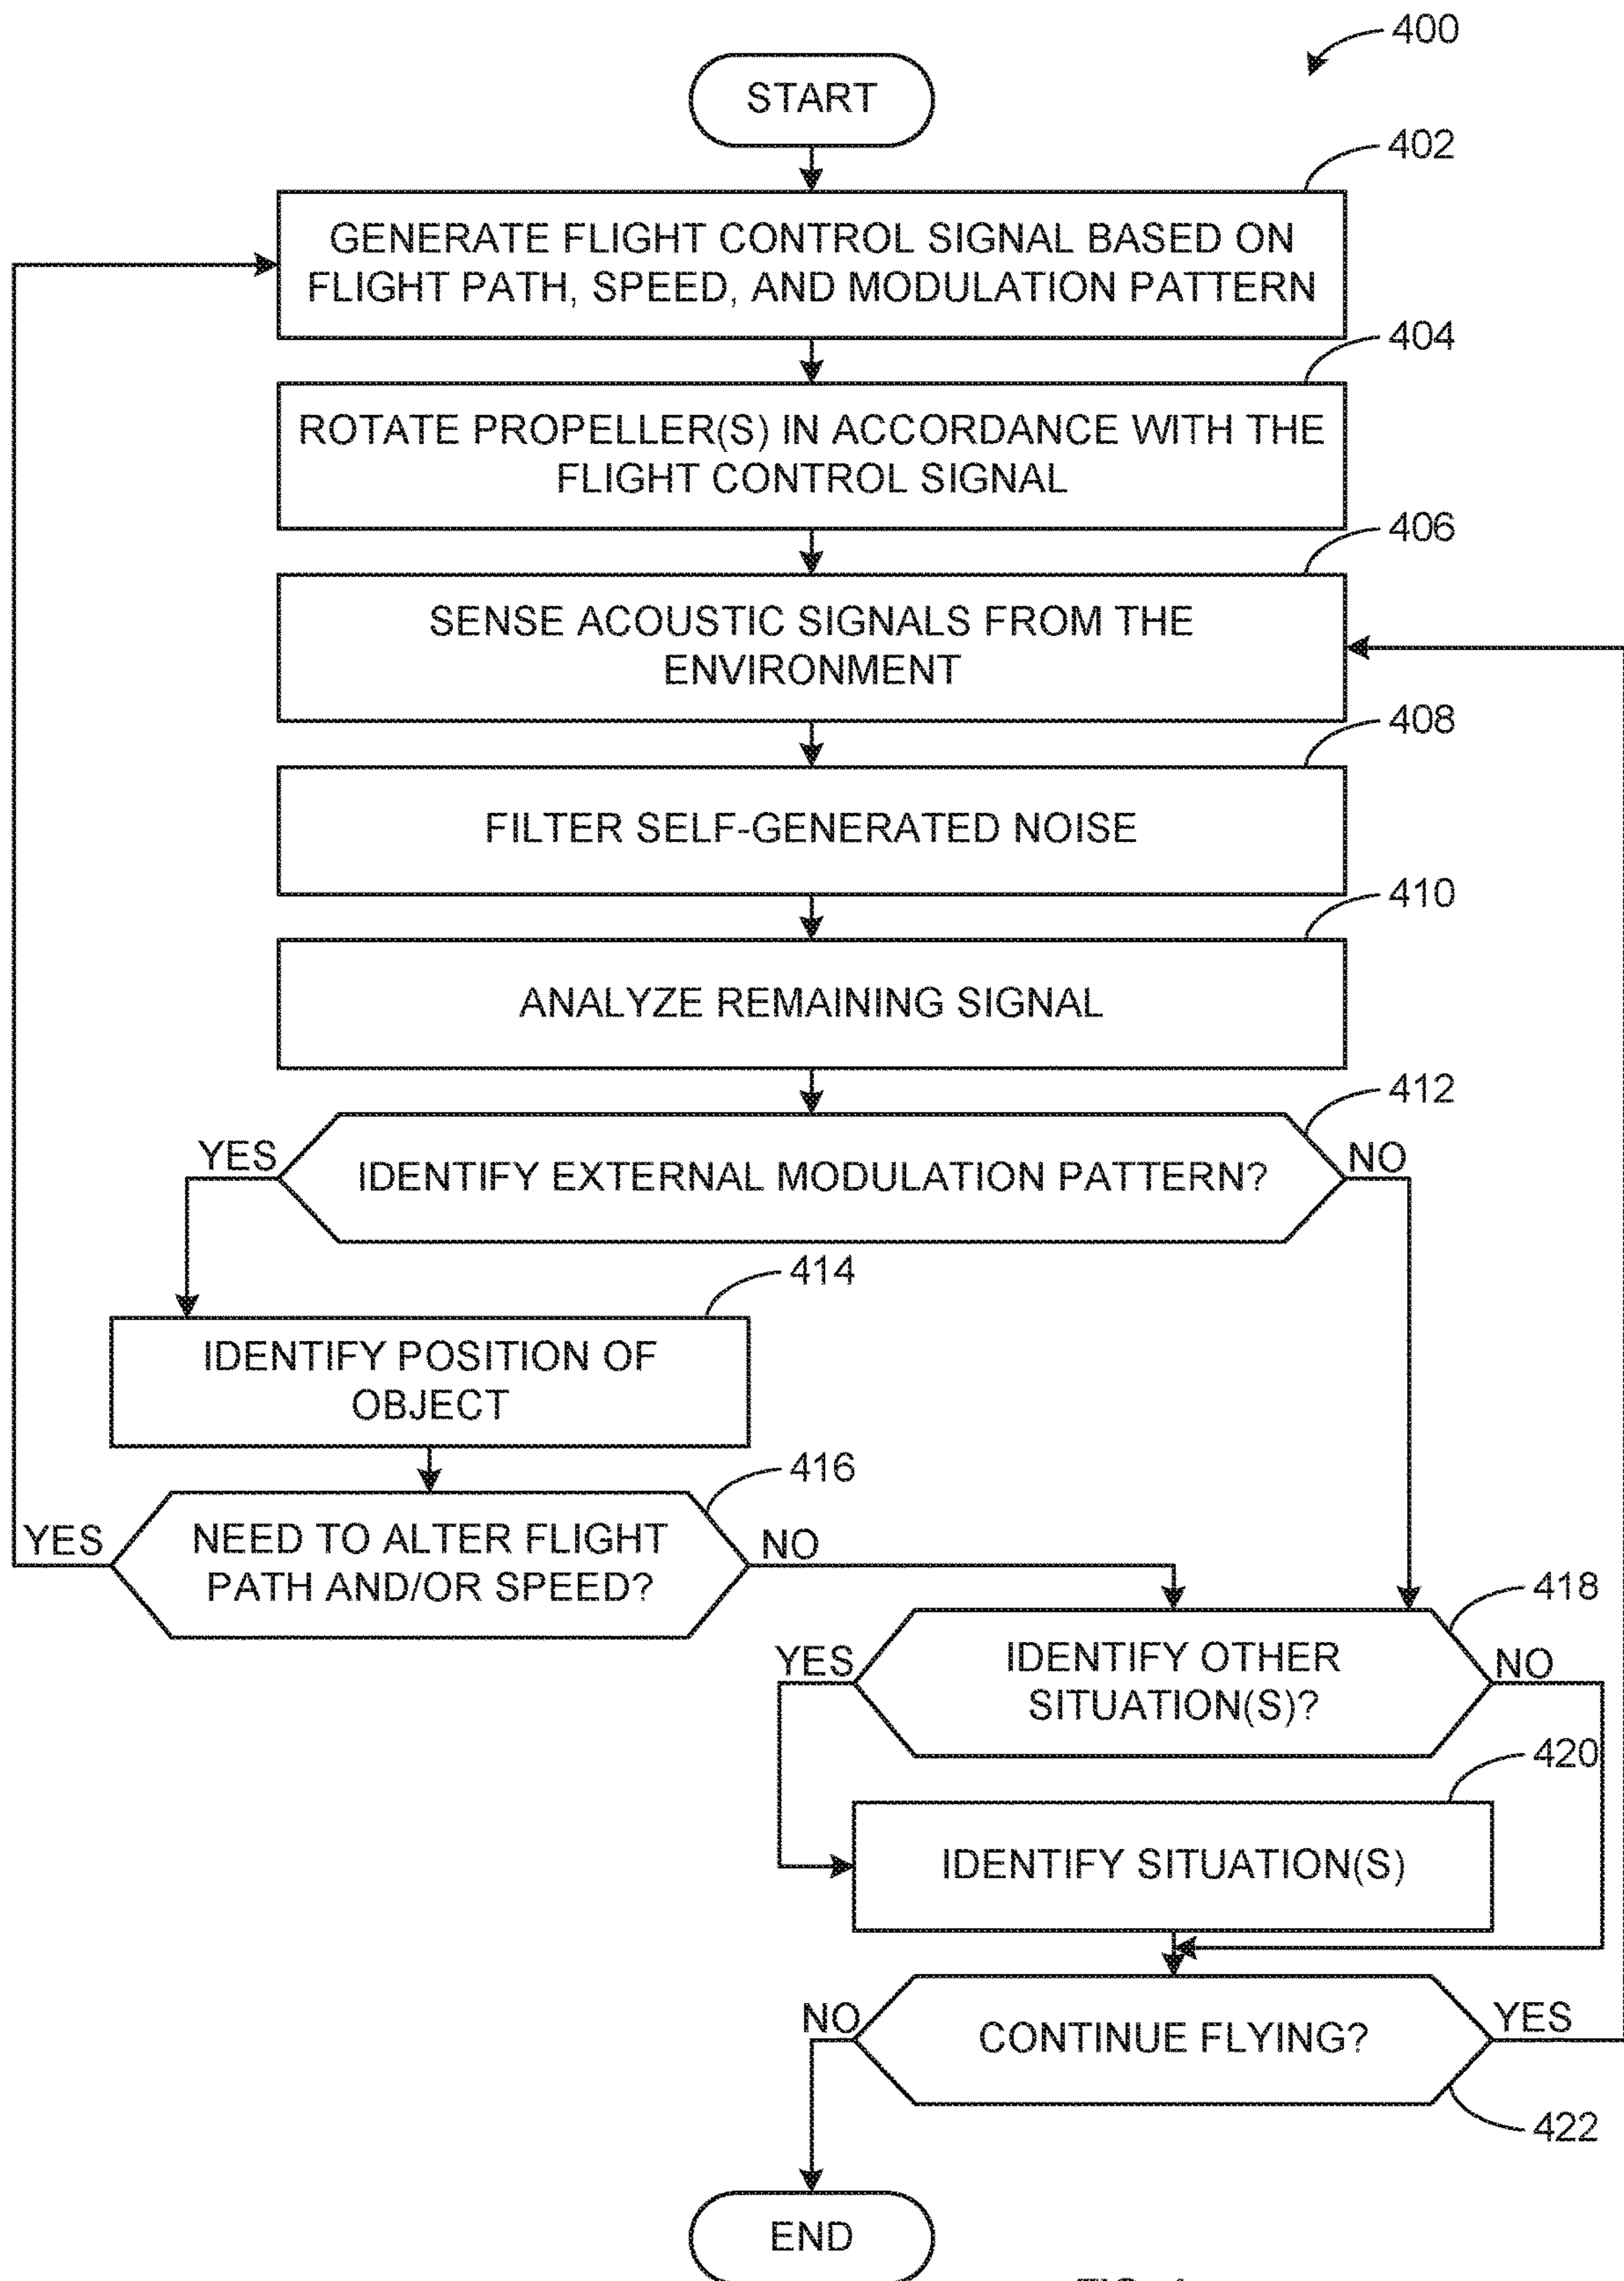 400
START
402
GENERATE FLIGHT CONTROL SIGNAL BASED ON
FLIGHT PATH, SPEED, AND MODULATION PATTERN
404
ROTATE PROPELLER(S) IN ACCORDANCE WITH THE
FLIGHT CONTROL SIGNAL
406
SENSE ACOUSTIC SIGNALS FROM THE
ENVIRONMENT
408
FILTER SELF-GENERATED NOISE
410
ANALYZE REMAINING SIGNAL
412
YES
IDENTIFY EXTERNAL MODULATION PATTERN?
NO
414
IDENTIFY POSITION OF
OBJECT
416
YES
NEED TO ALTER FLIGHT
PATH AND/OR SPEED?
NO
418
YES
IDENTIFY OTHER
SITUATION(S)?
NO
420
IDENTIFY SITUATION(S)
NO
CONTINUE FLYING?
YES
422
END